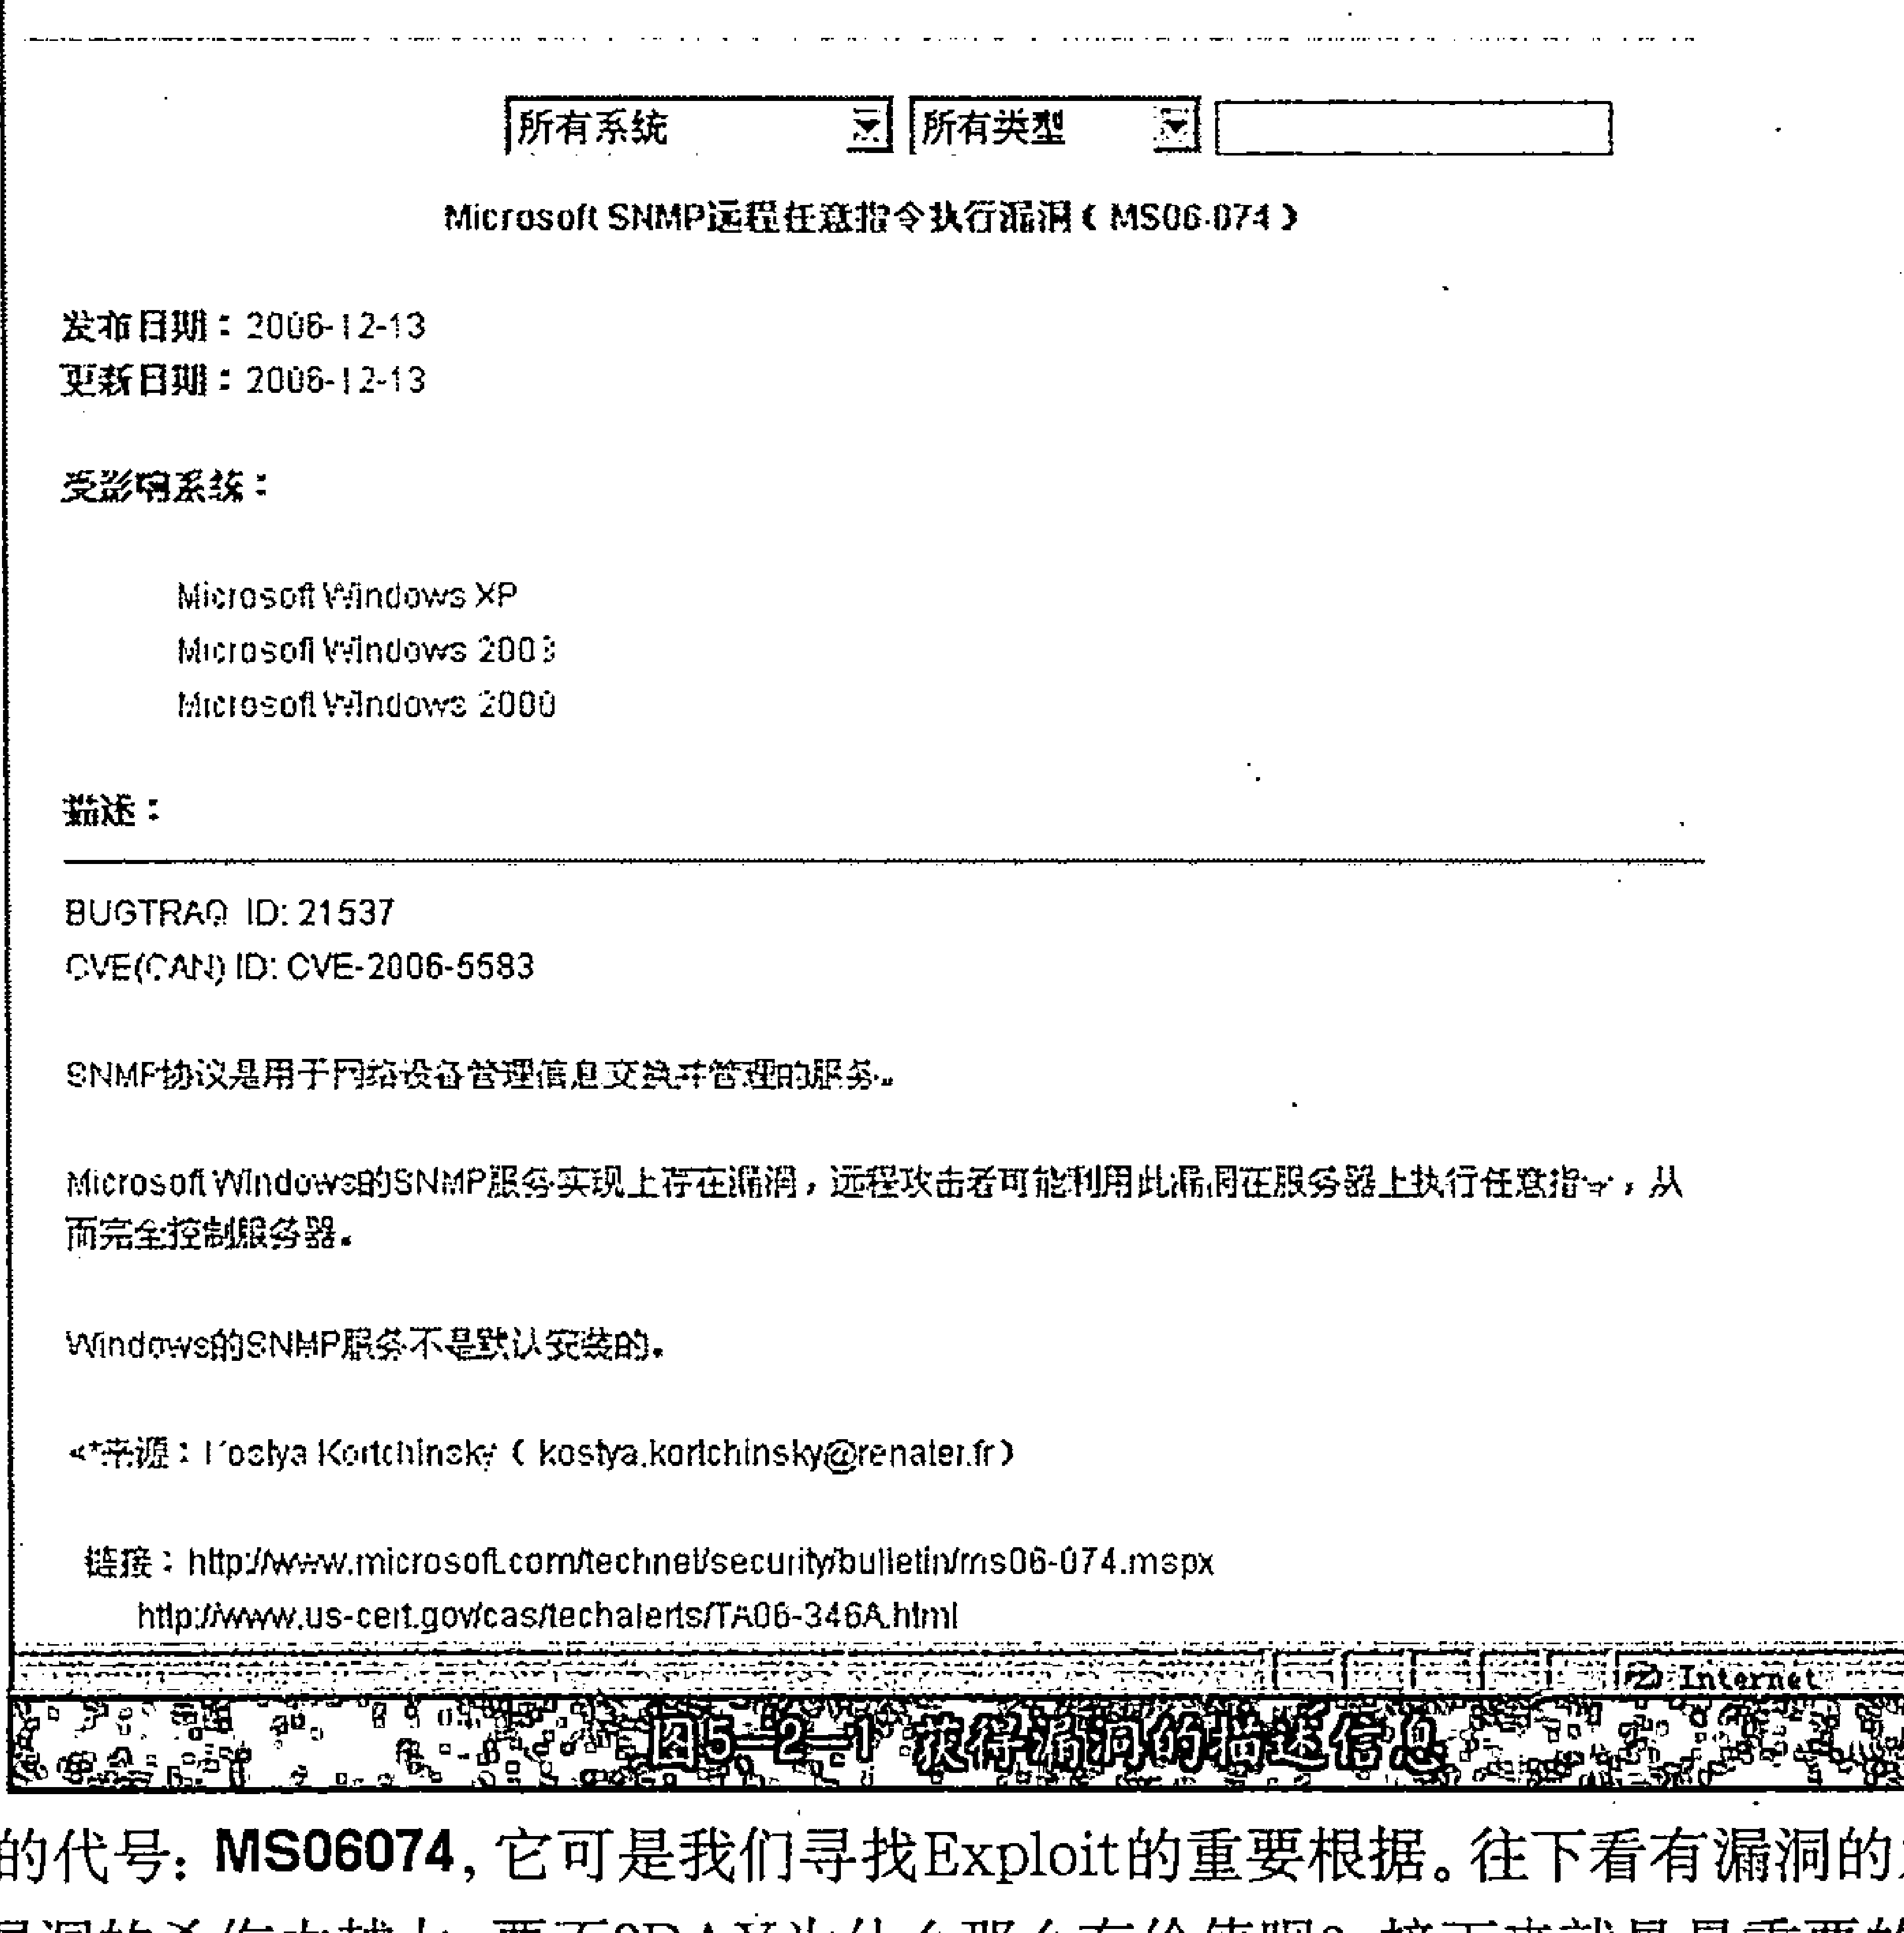 所有系统 所有类型
Microsoft SNMP远程任意指令执行漏洞（MS06-074）
发布日期：2006-12-13
更新日期：2006-12-13
受影响系统：
Microsoft Windows XP
Microsoft Windows 2003
Microsoft Windows 2000
描述：
BUGTRAQ ID: 21537
CVE(CAN) ID: CVE-2006-5583
SNMP协议是用于网络设备管理信息交换并管理的服务。
Microsoft Windows的SNMP服务实现上存在漏洞，远程攻击者可能利用此漏洞在服务器上执行任意指令，从
而完全控制服务器。
Windows的SNMP服务不是默认安装的。
<*来源：Kostya Kortchinsky（kostya.kortchinsky@renater.fr）
链接：http://www.microsoft.com/technet/security/bulletin/ms06-074.mspx
http://www.us-cert.gov/cas/techalerts/TA06-346A.html
Internet
图5-2-1 获得漏洞的描述信息
的代号：MS06074，它可是我们寻找Exploit的重要根据。往下看有漏洞的